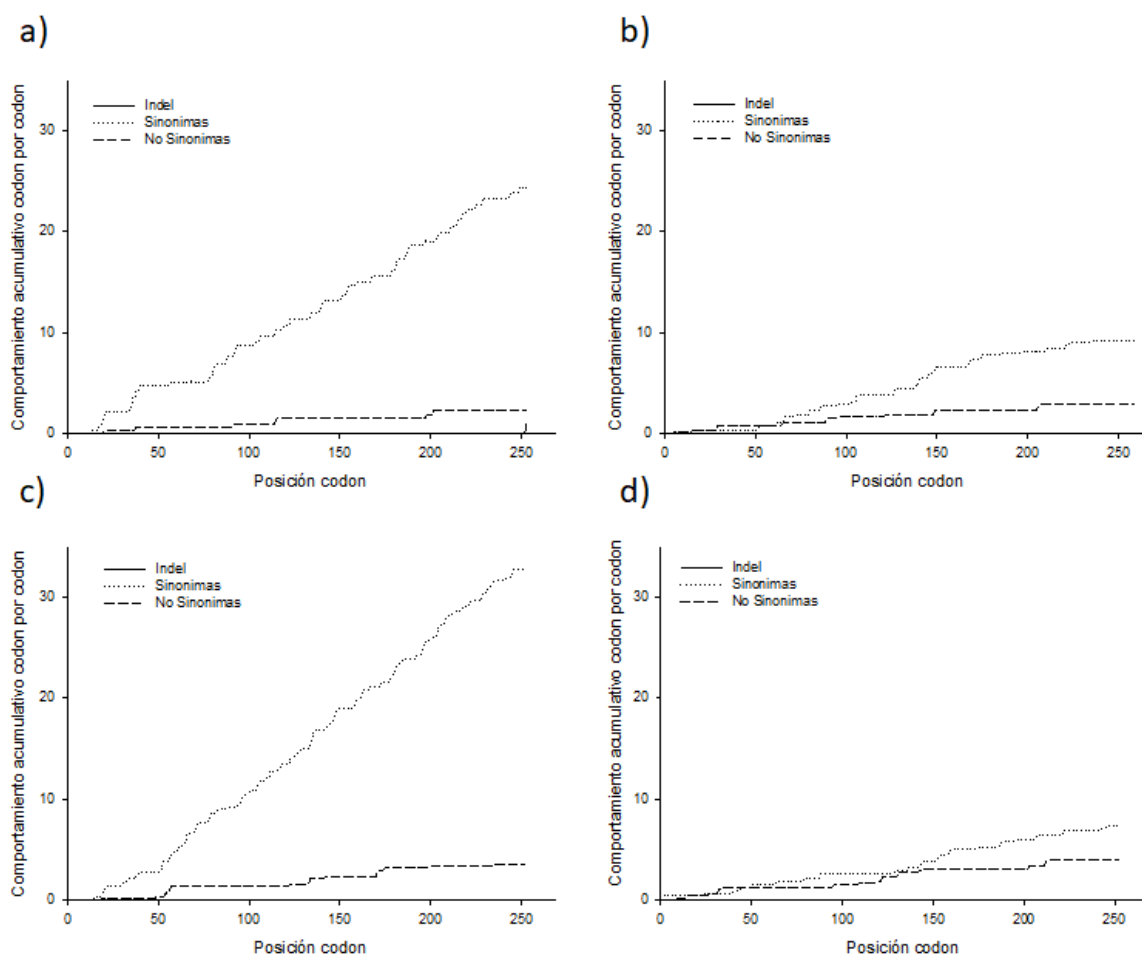 a)
Comportamiento acumulativo codon por codon
Indel
Sinonimas
No Sinonimas
30
20
10
0
0 50 100 150 200 250
Posición codon
b)
Comportamiento acumulativo codon por codon
Indel
Sinonimas
No Sinonimas
30
20
10
0
0 50 100 150 200 250
Posición codon
c)
Comportamiento acumulativo codon por codon
Indel
Sinonimas
No Sinonimas
30
20
10
0
0 50 100 150 200 250
Posición codon
d)
Comportamiento acumulativo codon por codon
Indel
Sinonimas
No Sinonimas
30
20
10
0
0 50 100 150 200 250
Posición codon